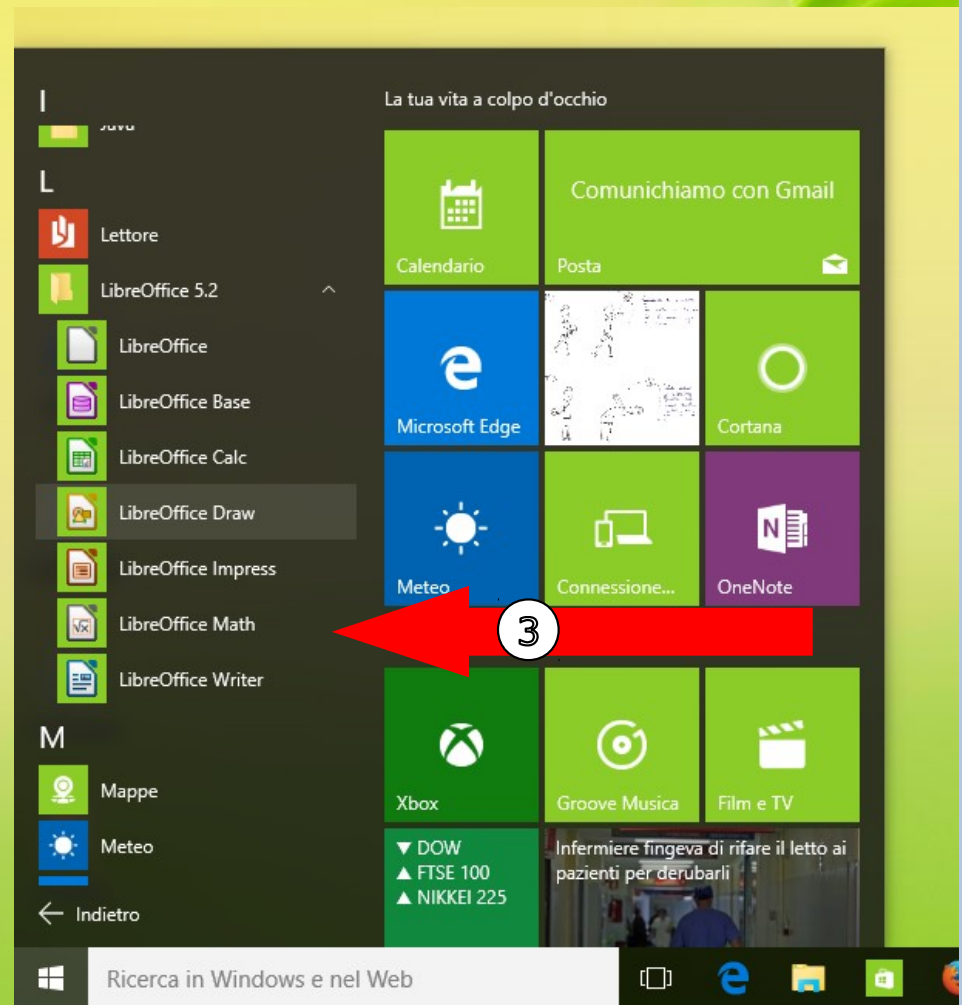 I
Java
L
Lettore
LibreOffice 5.2
LibreOffice
LibreOffice Base
LibreOffice Calc
LibreOffice Draw
LibreOffice Impress
LibreOffice Math
LibreOffice Writer
M
Mappe
Meteo
Indietro
La tua vita a colpo d'occhio
Calendario
Comunichiamo con Gmail
Posta
Microsoft Edge
Cortana
Meteo
Connessione...
N
OneNote
3
Xbox
Groove Musica
Film e TV
▼ DOW
▲ FTSE 100
▲ NIKKEI 225
Infermiere fingeva di rifare il letto ai
pazienti per derubarli
Ricerca in Windows e nel Web